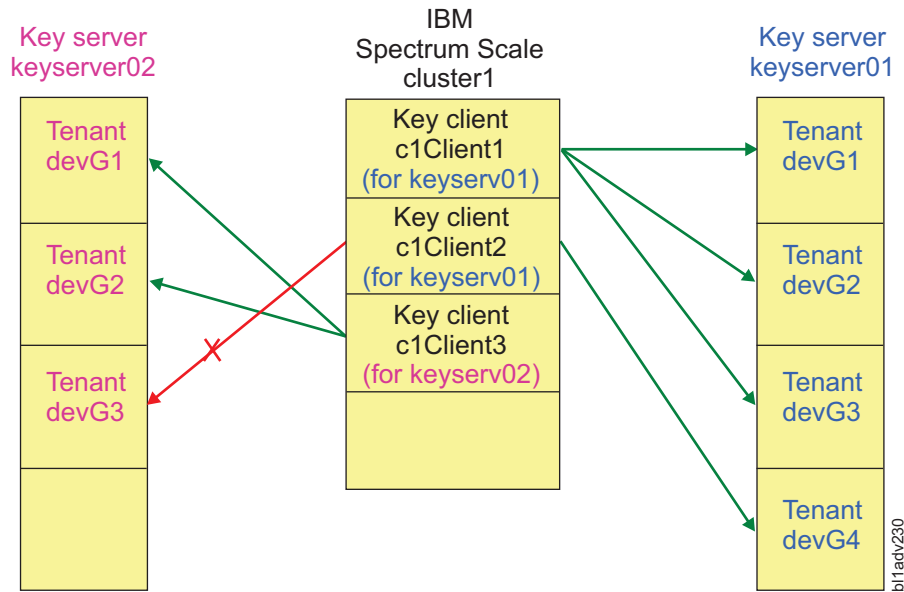 Key server
keyserver02
Tenant
devG1
Tenant
devG2
Tenant
devG3
IBM
Spectrum Scale
cluster1
Key client
c1Client1
(for keyserv01)
Key client
c1Client2
(for keyserv01)
Key client
c1Client3
(for keyserv02)
Key server
keyserver01
Tenant
devG1
Tenant
devG2
Tenant
devG3
Tenant
devG4
bl1adv230